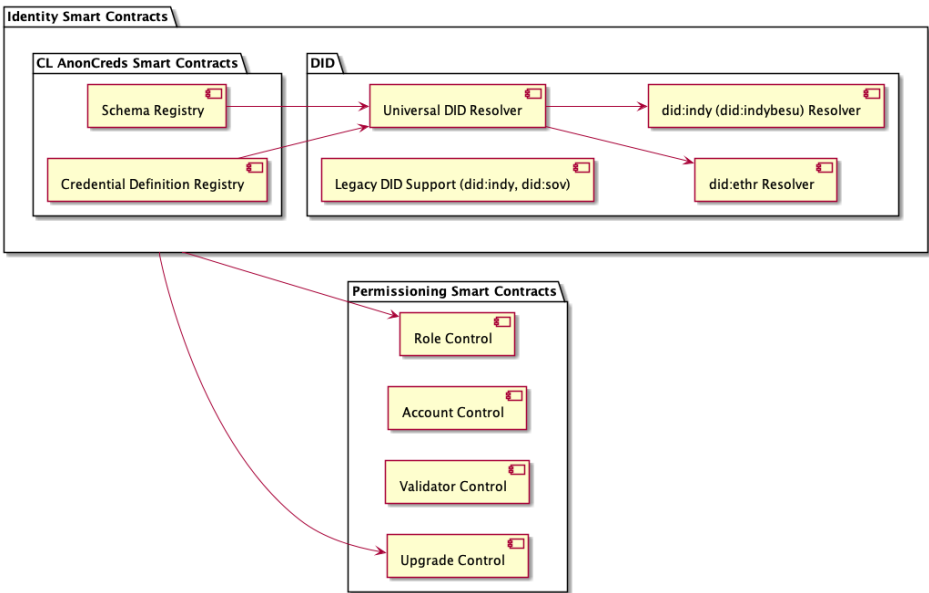 Identity Smart Contracts
CL AnonCreds Smart Contracts
Schema Registry
Credential Definition Registry
DID
Universal DID Resolver
did:indy (did:indybesu) Resolver
Legacy DID Support (did:indy, did:sov)
did:ethr Resolver
Permissioning Smart Contracts
Role Control
Account Control
Validator Control
Upgrade Control